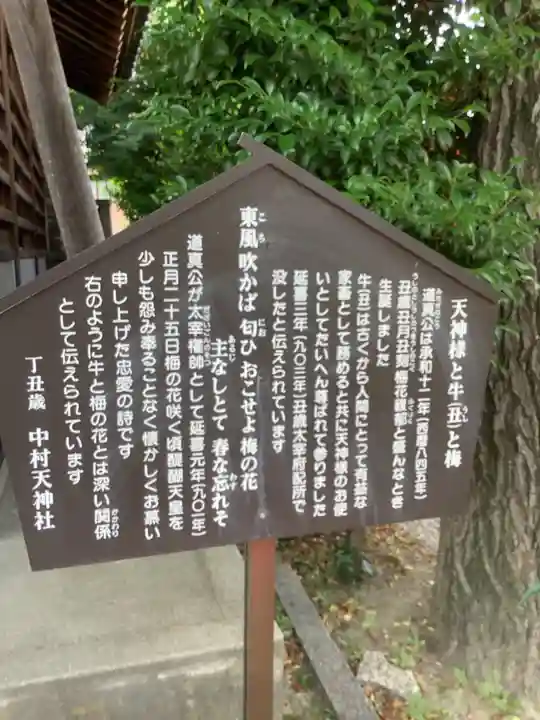 天神様と牛(丑)と梅
道真公は承和十二年(西暦八四五年)
丑歳丑月丑刻梅花馥郁と盛んなとき
生誕しました
牛(丑)は古くから人間にとって有益な
家畜として務めると共に天神様のお使
いとしてたいへん尊ばれて参りました
延喜三年(九〇三年)丑歳太宰府配所で
没したと伝えられています
東風吹かば 匂ひおこせよ梅の花
主なしとて 春な忘れそ
道真公が太宰権帥として延喜元年(九〇一年)
正月二十五日梅の花咲く頃醍醐天皇を
少しも怨み奉ることなく懐かしくお慕い
申し上げた忠愛の詩です
右のように牛と梅の花とは深い関係
として伝えられています
丁丑歳 中村天神社